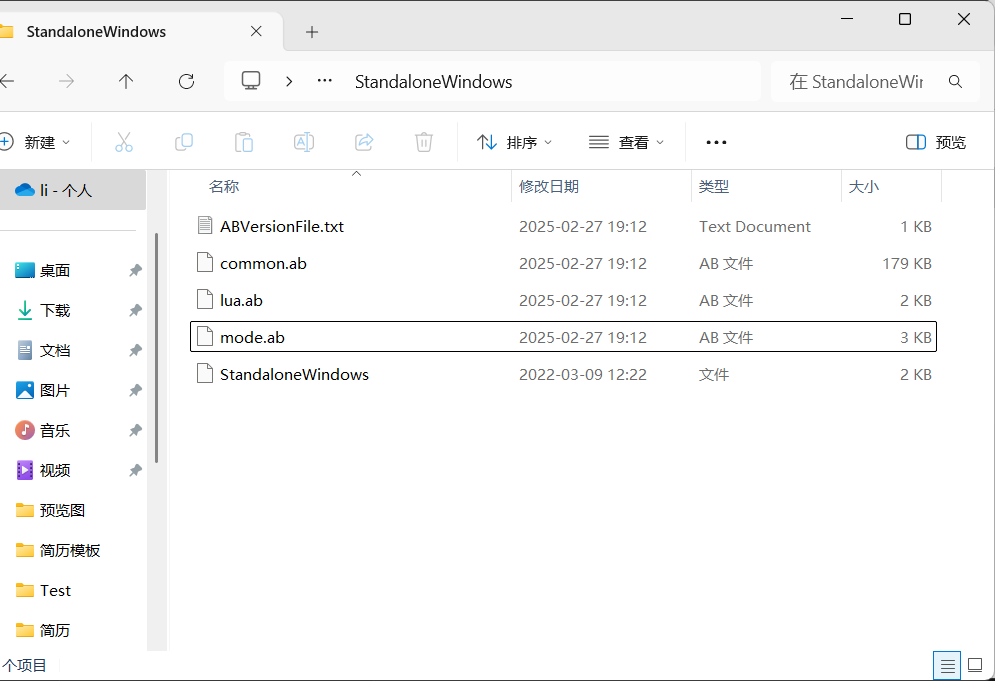 StandaloneWindows
StandaloneWindows
在 StandaloneWir
新建
排序
查看
预览
li - 个人
桌面
下载
文档
图片
音乐
视频
预览图
简历模板
Test
简历
名称 修改日期 类型 大小
ABVersionFile.txt 2025-02-27 19:12 Text Document 1 KB
common.ab 2025-02-27 19:12 AB 文件 179 KB
lua.ab 2025-02-27 19:12 AB 文件 2 KB
mode.ab 2025-02-27 19:12 AB 文件 3 KB
StandaloneWindows 2022-03-09 12:22 文件 2 KB
个项目